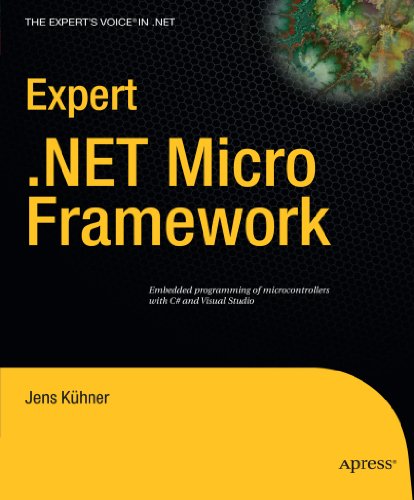 THE EXPERT'S VOICE® IN .NET
Expert
.NET Micro
Framework
Embedded programming of microcontrollers
with C# and Visual Studio
Jens Kühner
Apress®